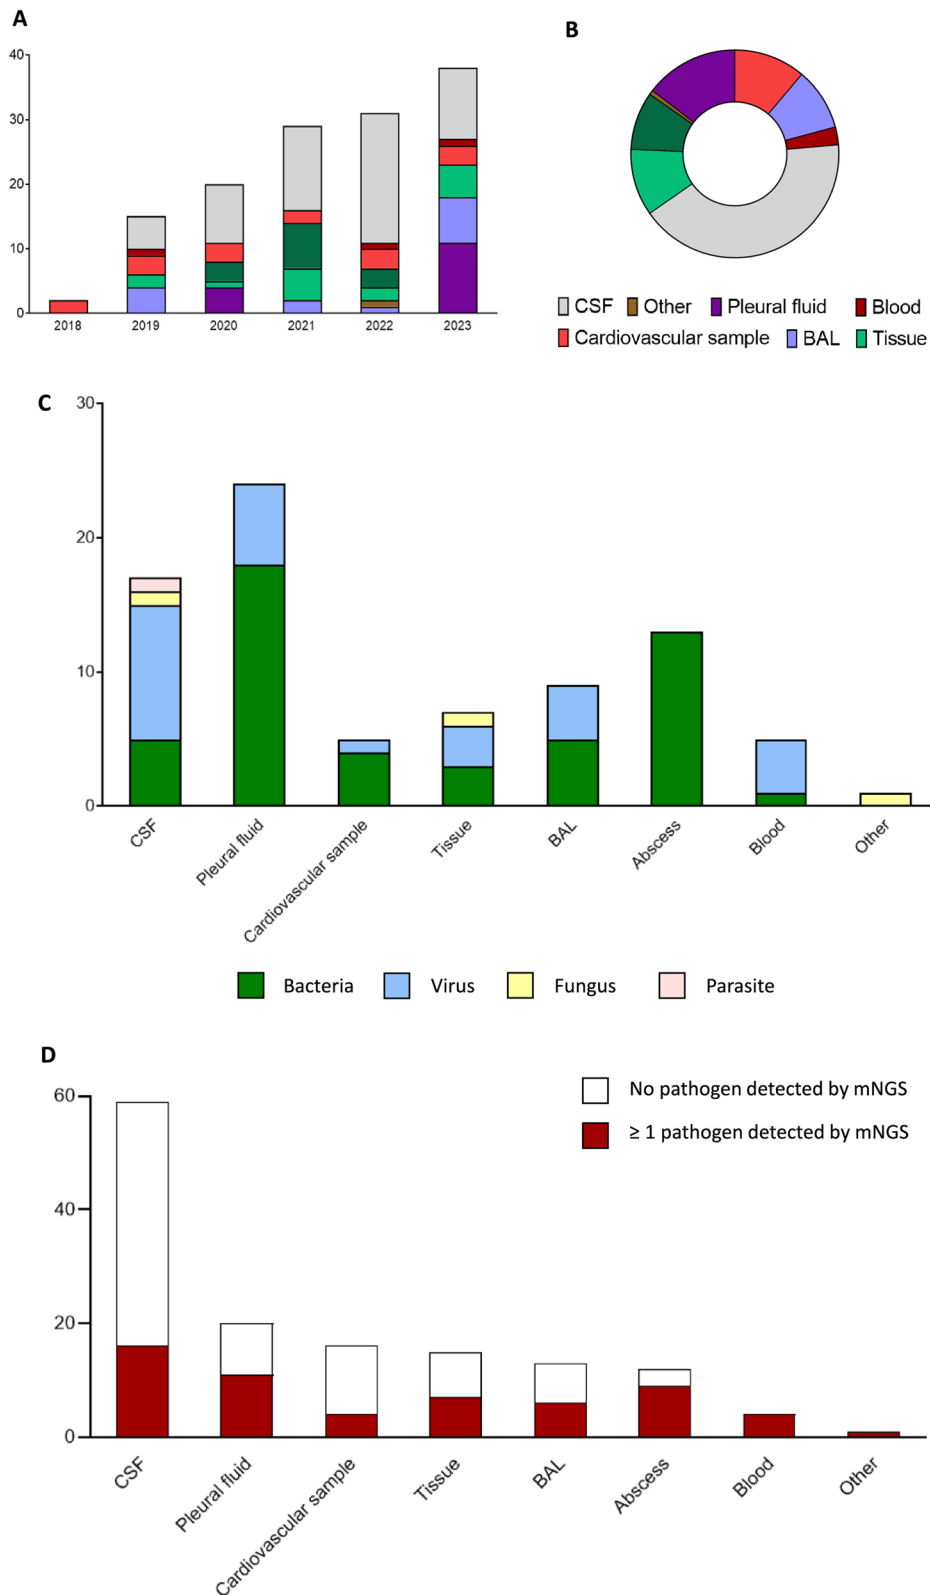 A
B
40
30
20
10
0
2018 2019 2020 2021 2022 2023
CSF Other Pleural fluid Blood
Cardiovascular sample BAL Tissue
C
30
20
10
0
CSF
Pleural fluid
Cardiovascular sample
Tissue
BAL
Abscess
Blood
Other
Bacteria Virus Fungus Parasite
D
60
40
20
0
No pathogen detected by mNGS
≥ 1 pathogen detected by mNGS
CSF
Pleural fluid
Cardiovascular sample
Tissue
BAL
Abscess
Blood
Other